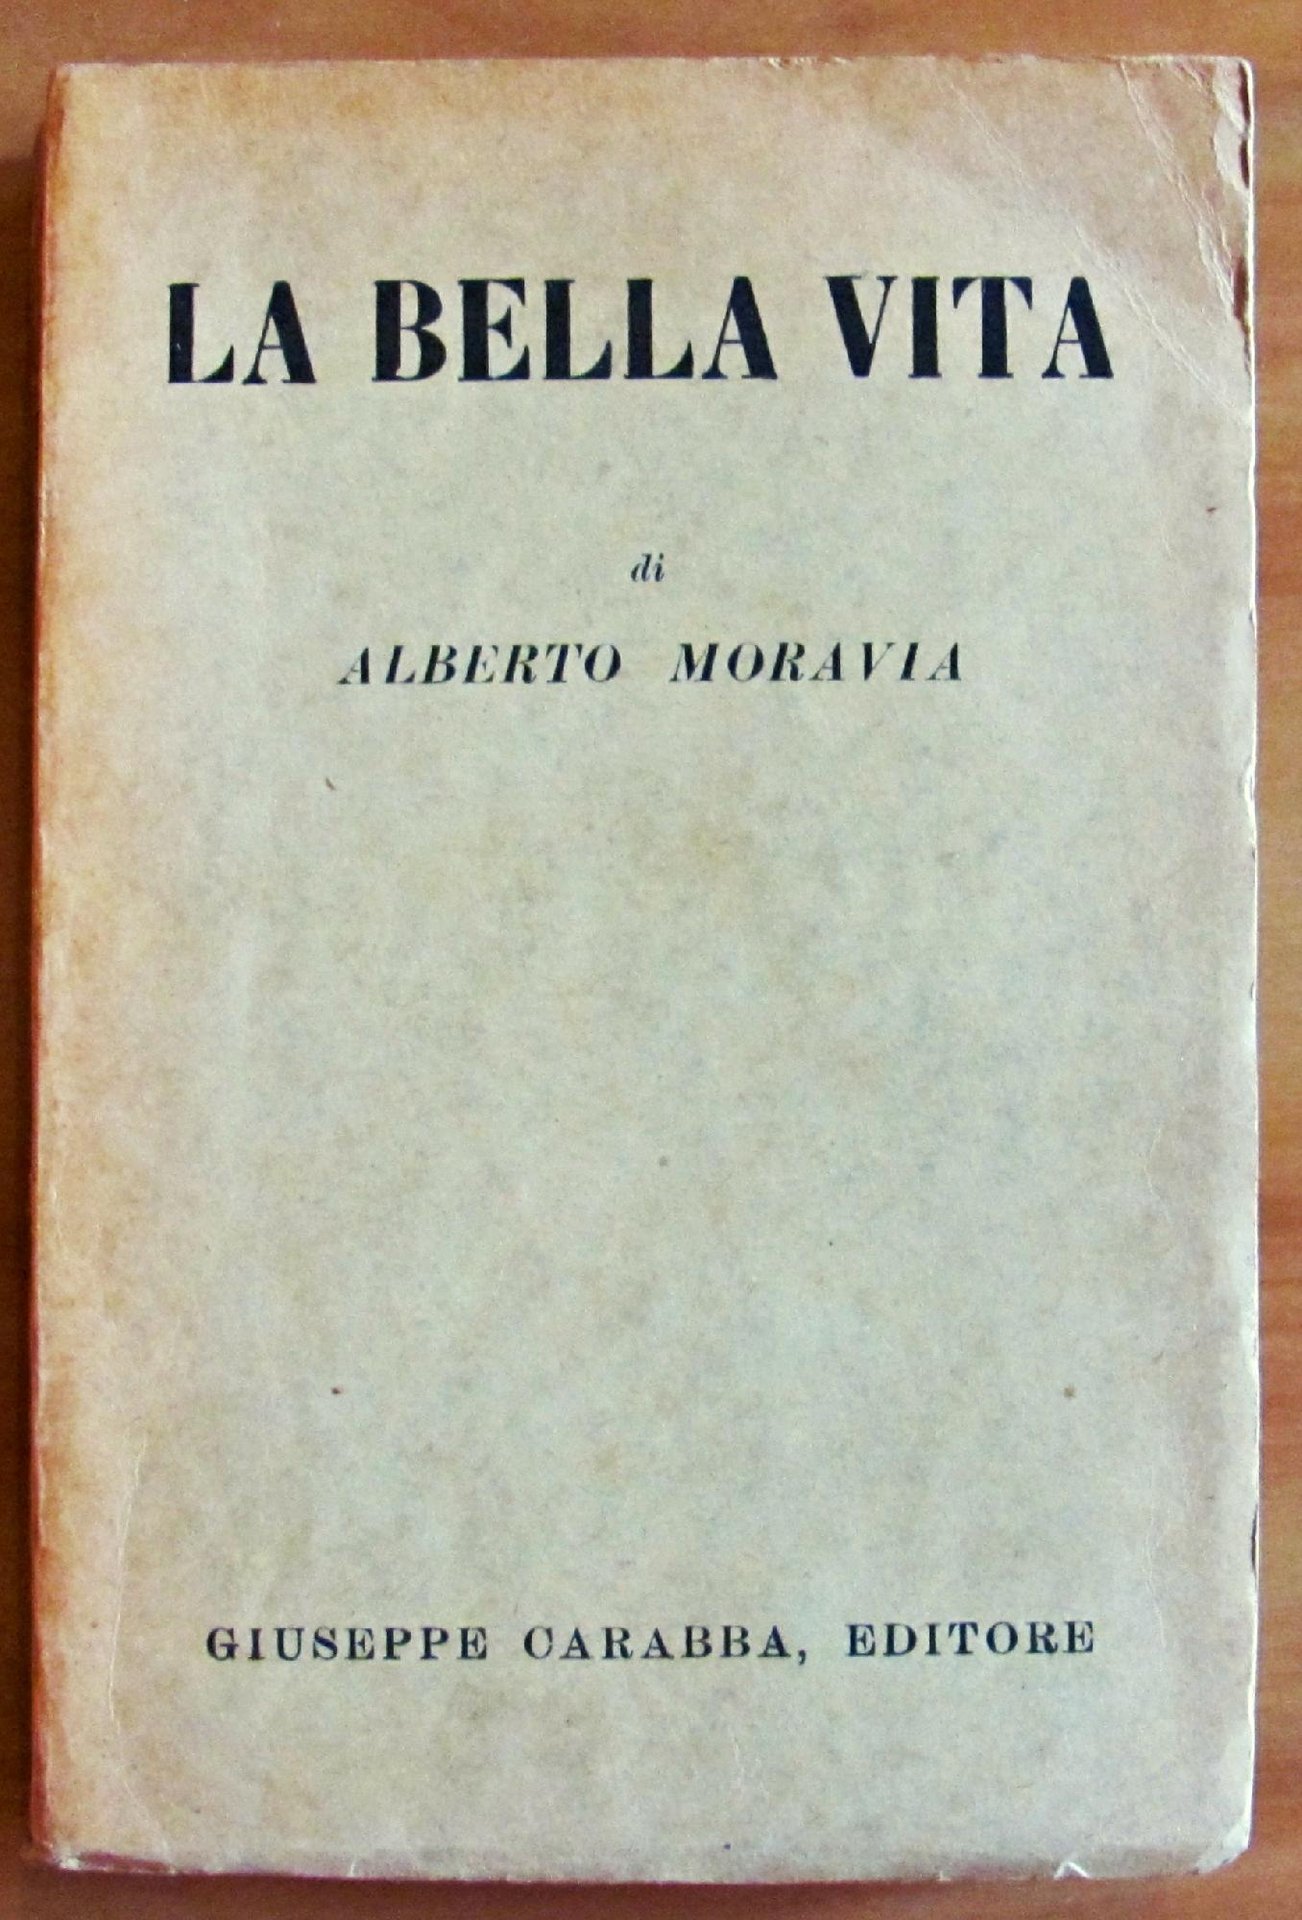 LA BELLA VITA
di
ALBERTO MORAVIA
GIUSEPPE CARABBA, EDITORE